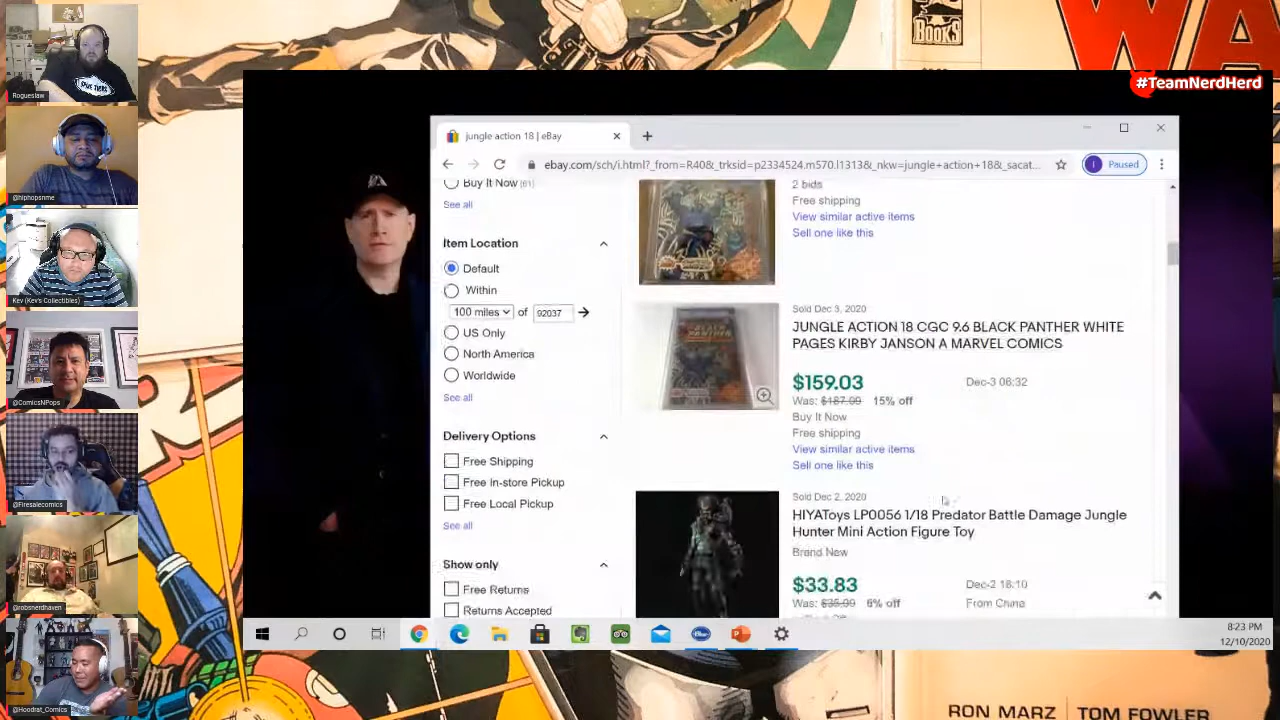 BOOKS
WA
#TeamNerdHerd
Rogueslaw
@hiphopsnme
Kev (Kev's Collectibles)
@ComicsNPops
@Firesalecomics
@robsnerdhaven
@Hoodrat_Comics
jungle action 18 | eBay
ebay.com/sch/i.html?_from=R40&_trksid=p2334524.m570.l1313&_nkw=jungle+action+18&_sacat...
Paused
Buy It Now (61)
See all
Item Location
Default
Within
100 miles of 92037
US Only
North America
Worldwide
See all
Delivery Options
Free Shipping
Free In-store Pickup
Free Local Pickup
See all
Show only
Free Returns
Returns Accepted
2 bids
Free shipping
View similar active items
Sell one like this
Sold Dec 3, 2020
JUNGLE ACTION 18 CGC 9.6 BLACK PANTHER WHITE
PAGES KIRBY JANSON A MARVEL COMICS
$159.03 Dec-3 06:32
Was: $187.09 15% off
Buy It Now
Free shipping
View similar active items
Sell one like this
Sold Dec 2, 2020
HIYAToys LP0056 1/18 Predator Battle Damage Jungle
Hunter Mini Action Figure Toy
Brand New
$33.83 Dec-2 18:10
Was: $35.99 6% off From China
8:23 PM
12/10/2020
RON MARZ | TOM FOWLER